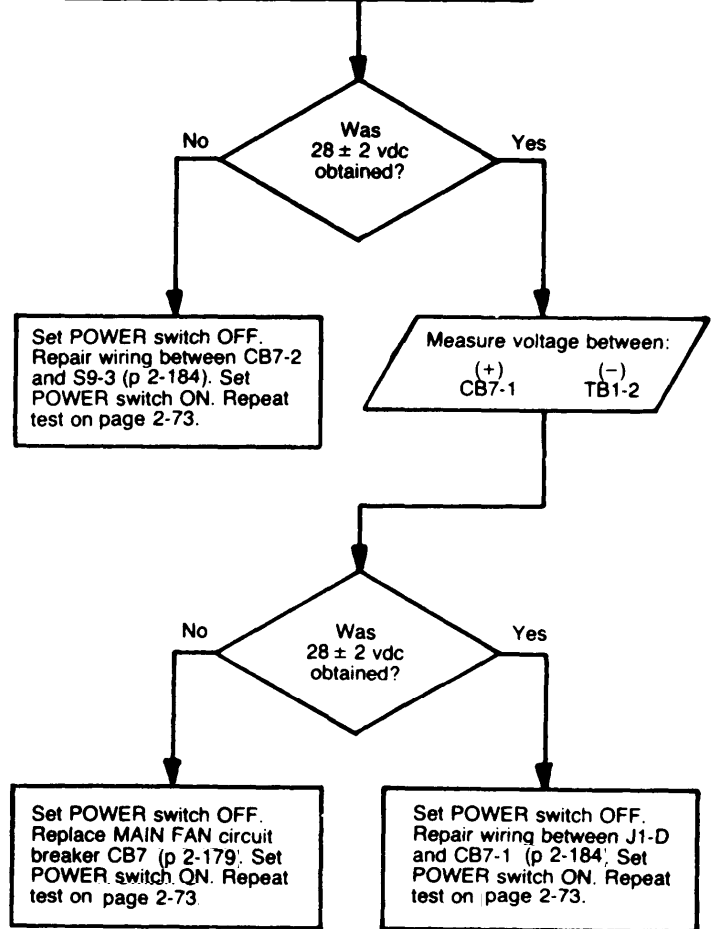 Was
28 ± 2 vdc
obtained?
No
Yes
Set POWER switch OFF.
Repair wiring between CB7-2
and S9-3 (p 2-184). Set
POWER switch ON. Repeat
test on page 2-73.
Measure voltage between:
(+) (−)
CB7-1 TB1-2
Was
28 ± 2 vdc
obtained?
No
Yes
Set POWER switch OFF.
Replace MAIN FAN circuit
breaker CB7 (p 2-179. Set
POWER switch ON. Repeat
test on page 2-73
Set POWER switch OFF.
Repair wiring between J1-D
and CB7-1 (p 2-184. Set
POWER switch ON. Repeat
test on page 2-73.